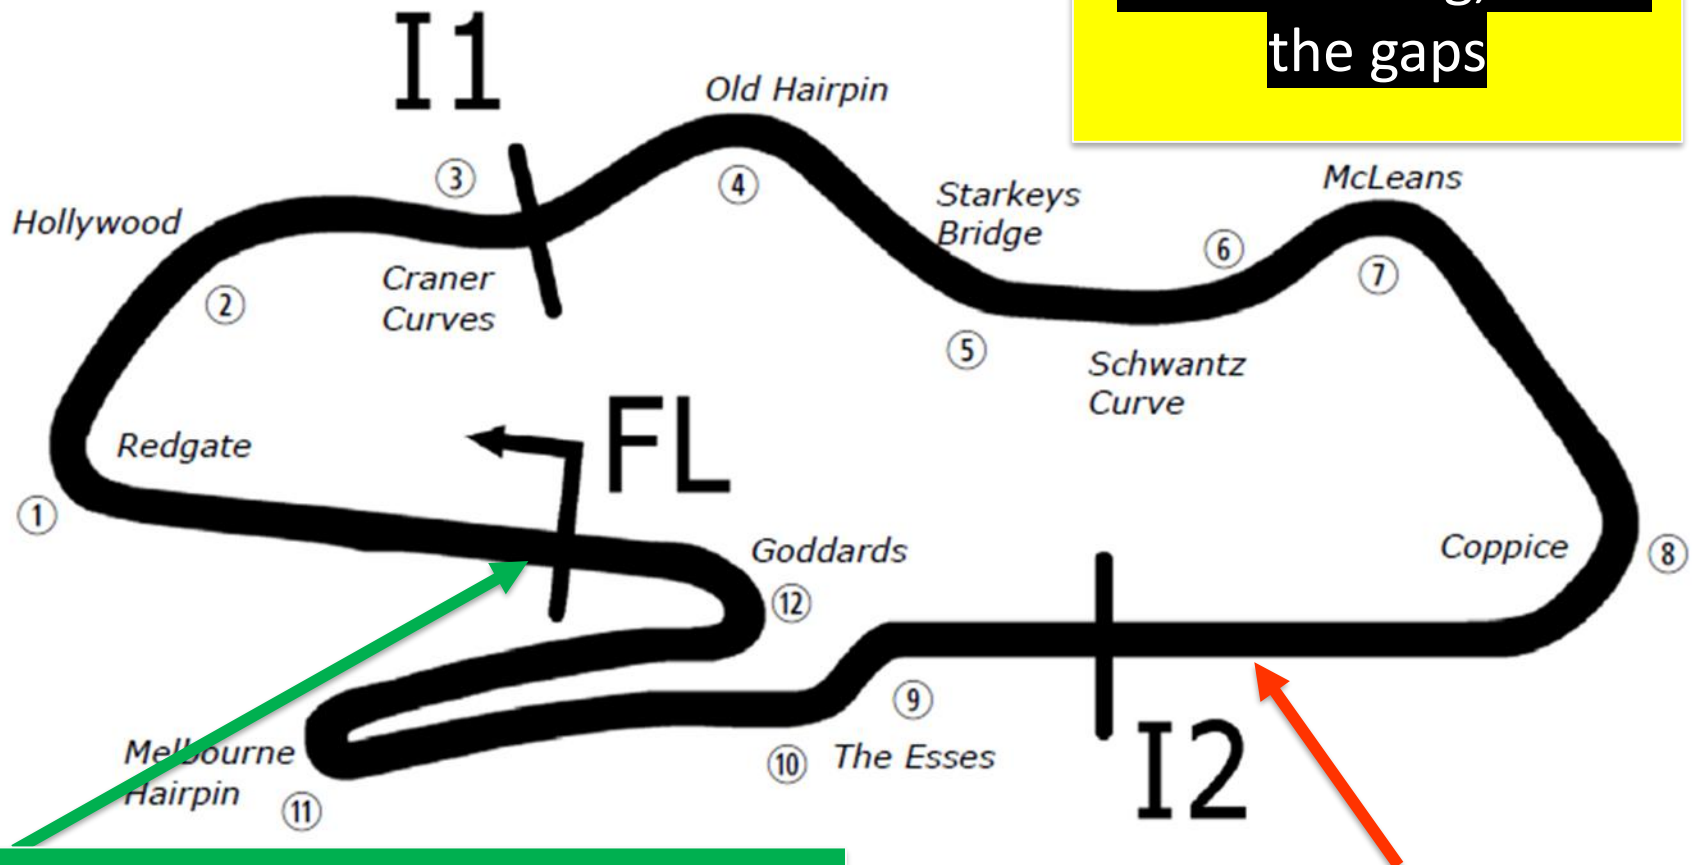 the gaps
I1
Old Hairpin
③
④
McLeans
Starkeys
Bridge
Hollywood
⑥
⑦
Craner
Curves
②
⑤
Schwantz
Curve
FL
Redgate
①
Goddards
Coppice
⑧
⑫
⑨
Melbourne
Hairpin
⑩
The Esses
I2
⑪